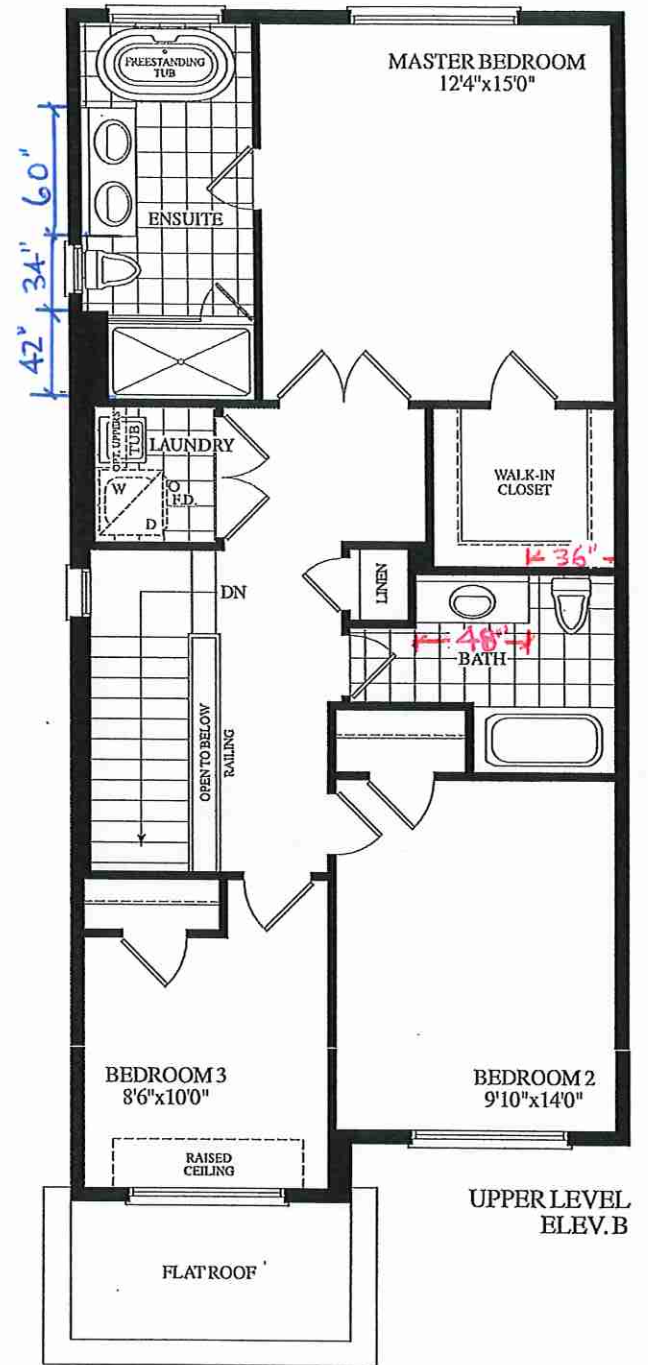 FREESTANDING
TUB
MASTER BEDROOM
12'4"x15'0"
60"
ENSUITE
34"
42"
OPT. UPPERS
TUB
LAUNDRY
W
D
F.D.
WALK-IN
CLOSET
36"
DN
LINEN
48"
BATH
OPEN TO BELOW
RAILING
BEDROOM 3
8'6"x10'0"
BEDROOM 2
9'10"x14'0"
RAISED
CEILING
UPPER LEVEL
ELEV. B
FLAT ROOF